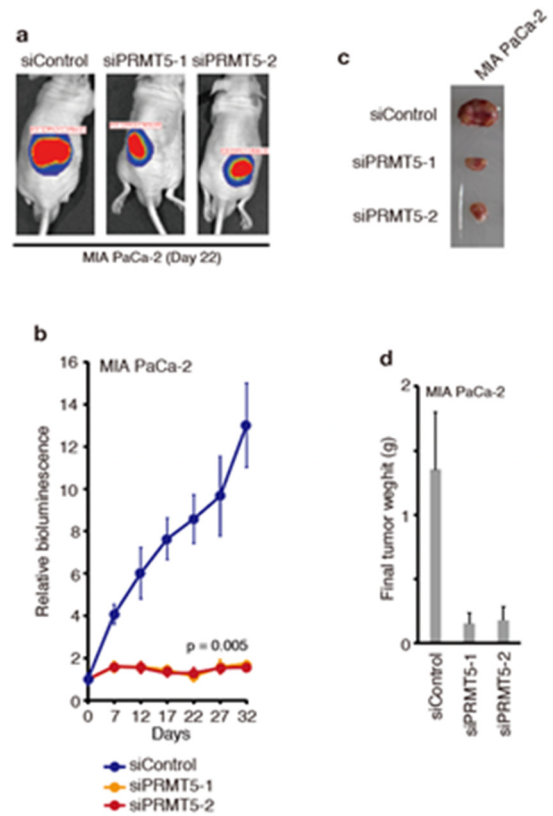 a
siControl siPRMT5-1 siPRMT5-2
MIA PaCa-2 (Day 22)
c
MIA PaCa-2
siControl
siPRMT5-1
siPRMT5-2
b
MIA PaCa-2
Relative bioluminescence
16
14
12
10
8
6
4
2
0
p = 0.005
0 7 12 17 22 27 32
Days
siControl
siPRMT5-1
siPRMT5-2
d
MIA PaCa-2
Final tumor weghit (g)
2
1
0
siControl
siPRMT5-1
siPRMT5-2